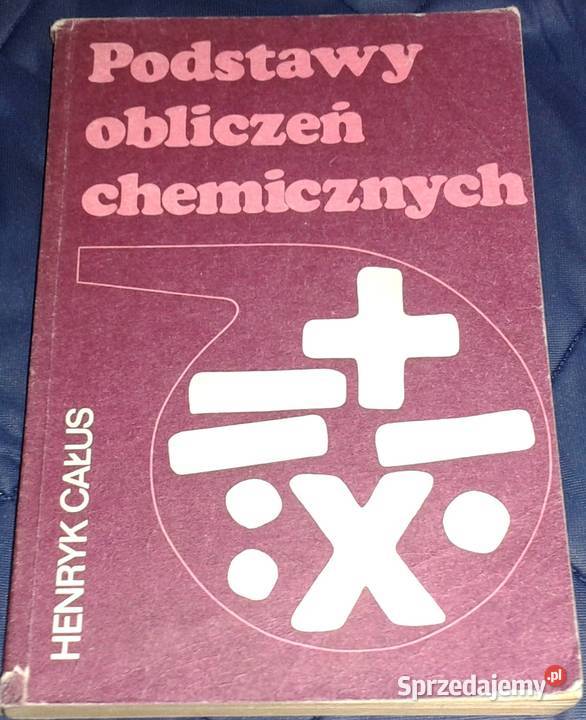 Podstawy
obliczeń
chemicznych
HENRYK CAŁUS
Sprzedajemy.pl